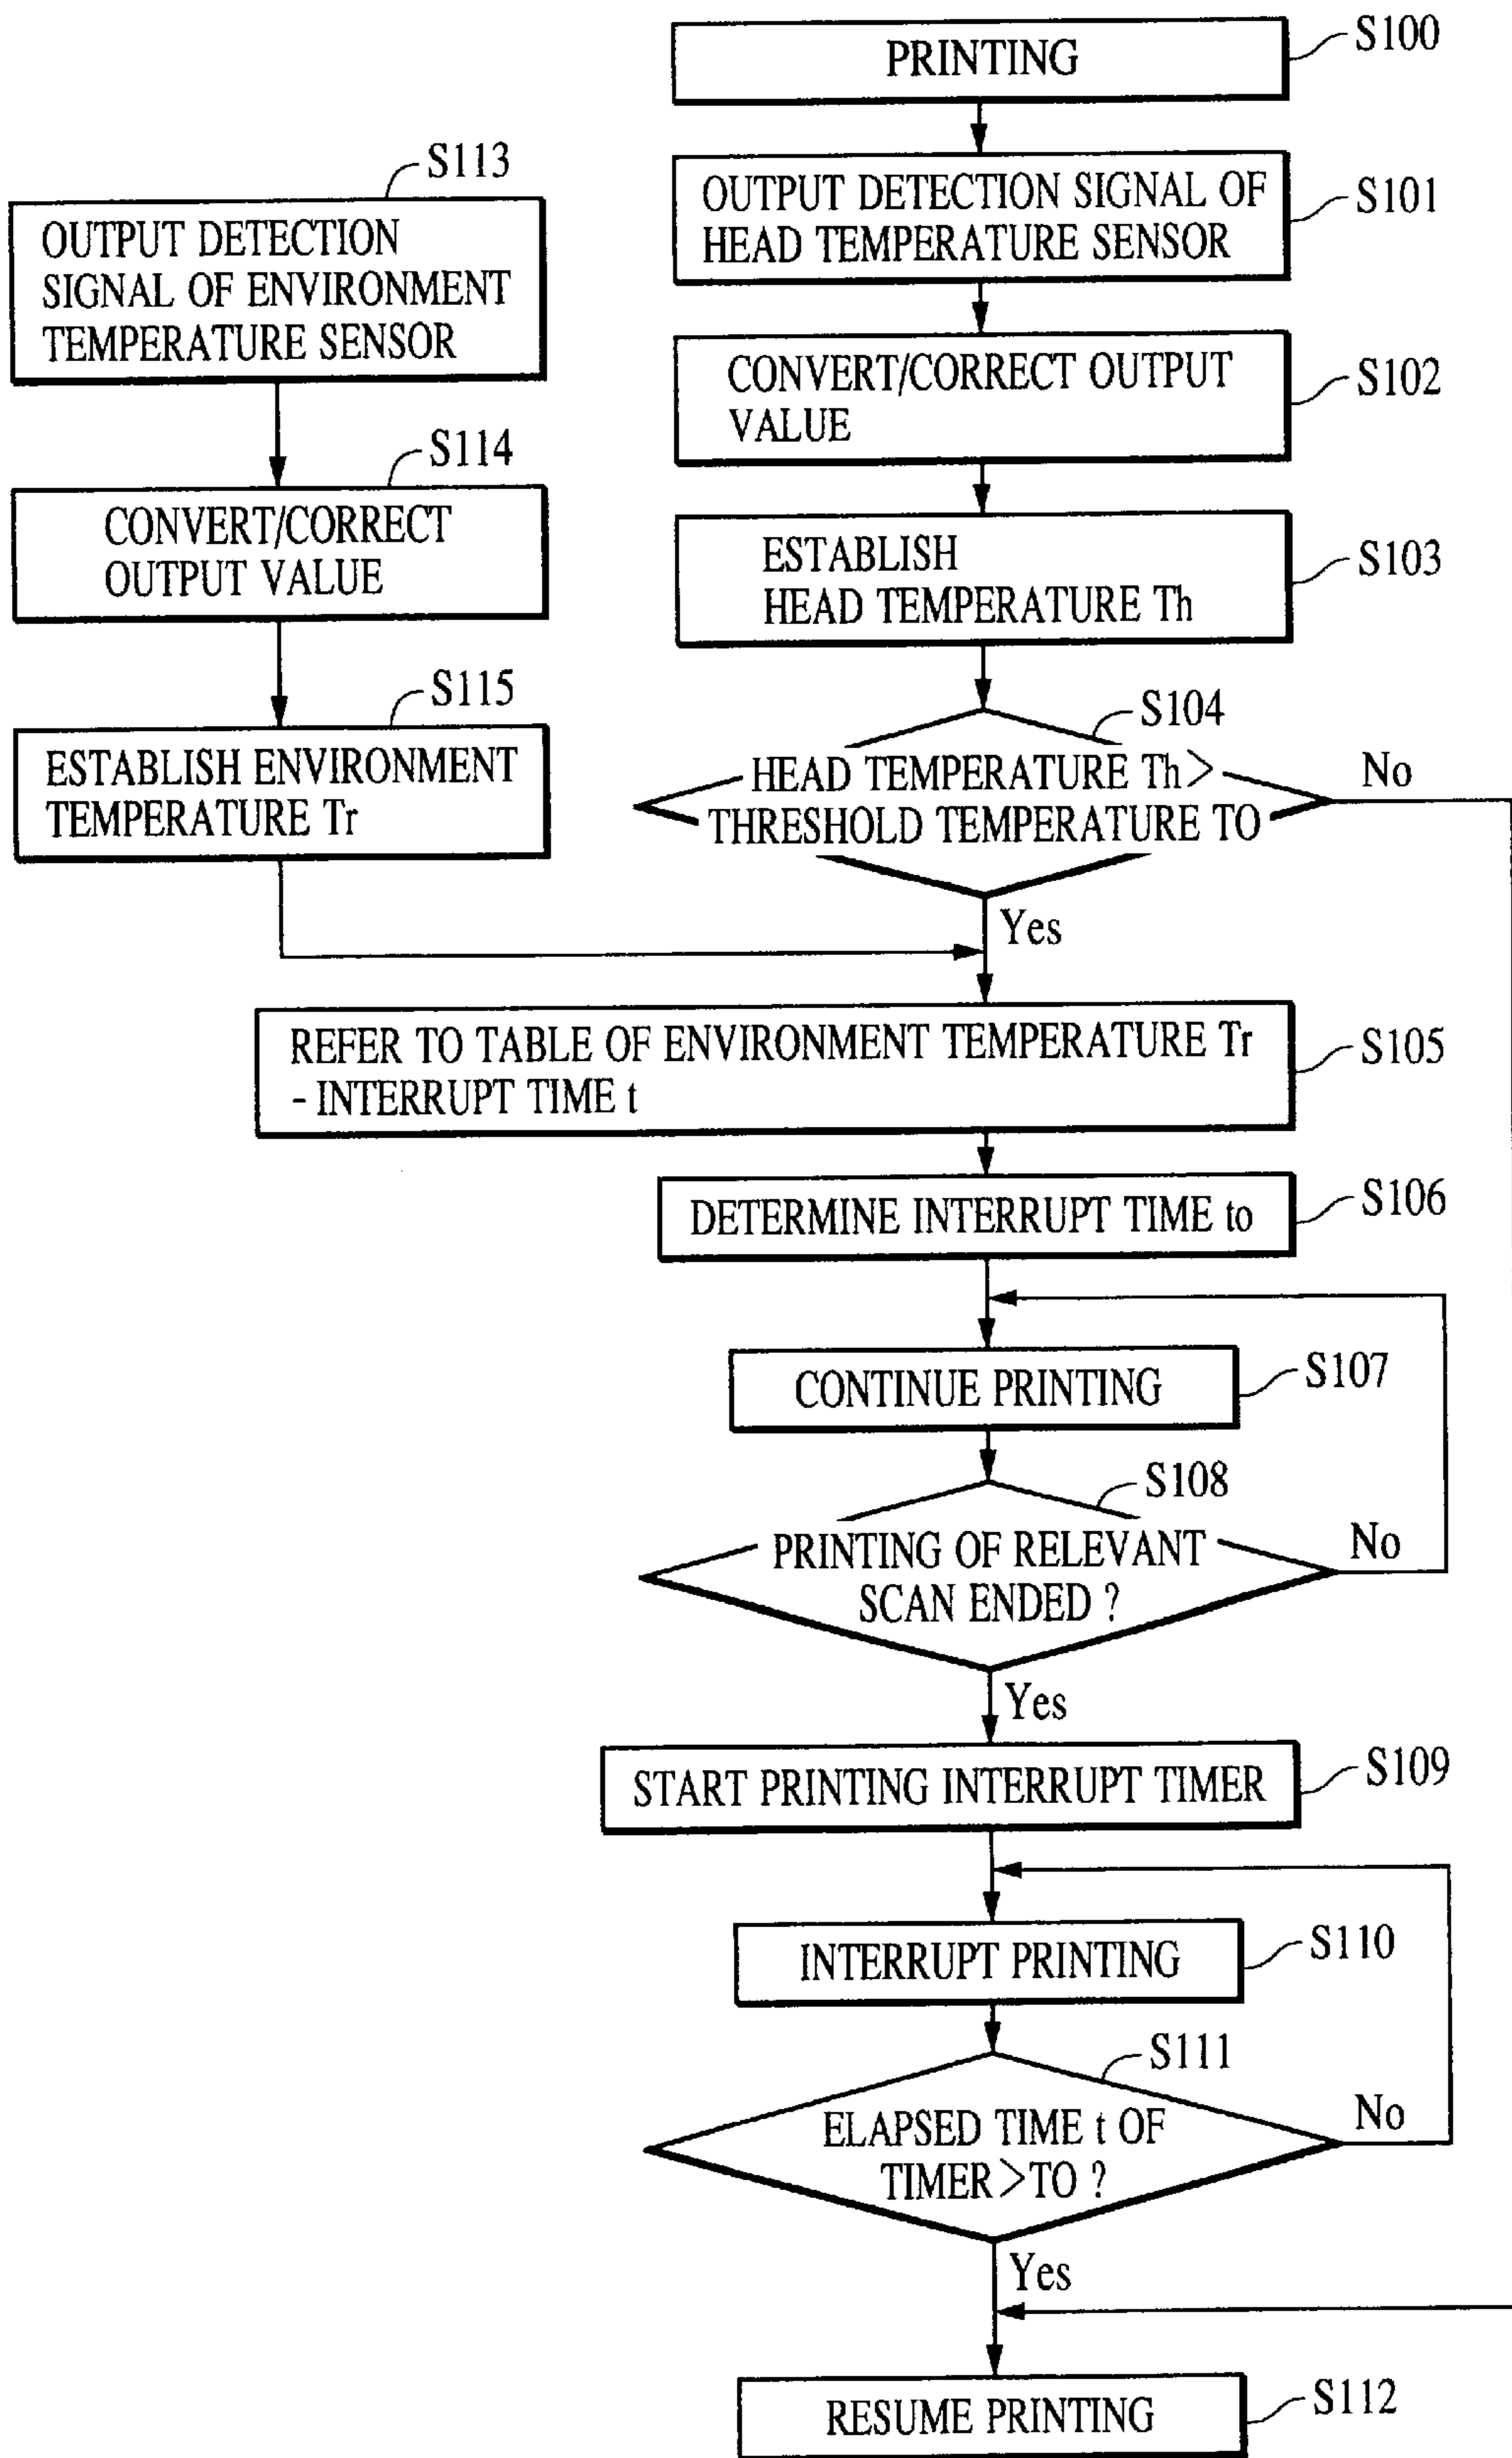 PRINTING
S100
OUTPUT DETECTION SIGNAL OF
HEAD TEMPERATURE SENSOR
S101
CONVERT/CORRECT OUTPUT
VALUE
S102
ESTABLISH
HEAD TEMPERATURE Th
S103
S113
OUTPUT DETECTION
SIGNAL OF ENVIRONMENT
TEMPERATURE SENSOR
S114
CONVERT/CORRECT
OUTPUT VALUE
S115
ESTABLISH ENVIRONMENT
TEMPERATURE Tr
S104
HEAD TEMPERATURE Th>
THRESHOLD TEMPERATURE TO
No
Yes
REFER TO TABLE OF ENVIRONMENT TEMPERATURE Tr
- INTERRUPT TIME t
S105
DETERMINE INTERRUPT TIME to
S106
CONTINUE PRINTING
S107
S108
PRINTING OF RELEVANT
SCAN ENDED ?
No
Yes
START PRINTING INTERRUPT TIMER
S109
INTERRUPT PRINTING
S110
S111
ELAPSED TIME t OF
TIMER>TO ?
No
Yes
RESUME PRINTING
S112